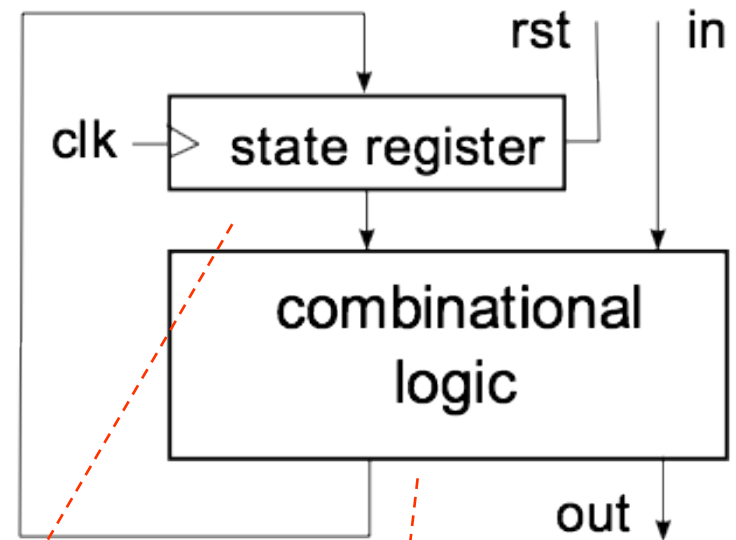 rst
in
clk
state register
combinational
logic
out